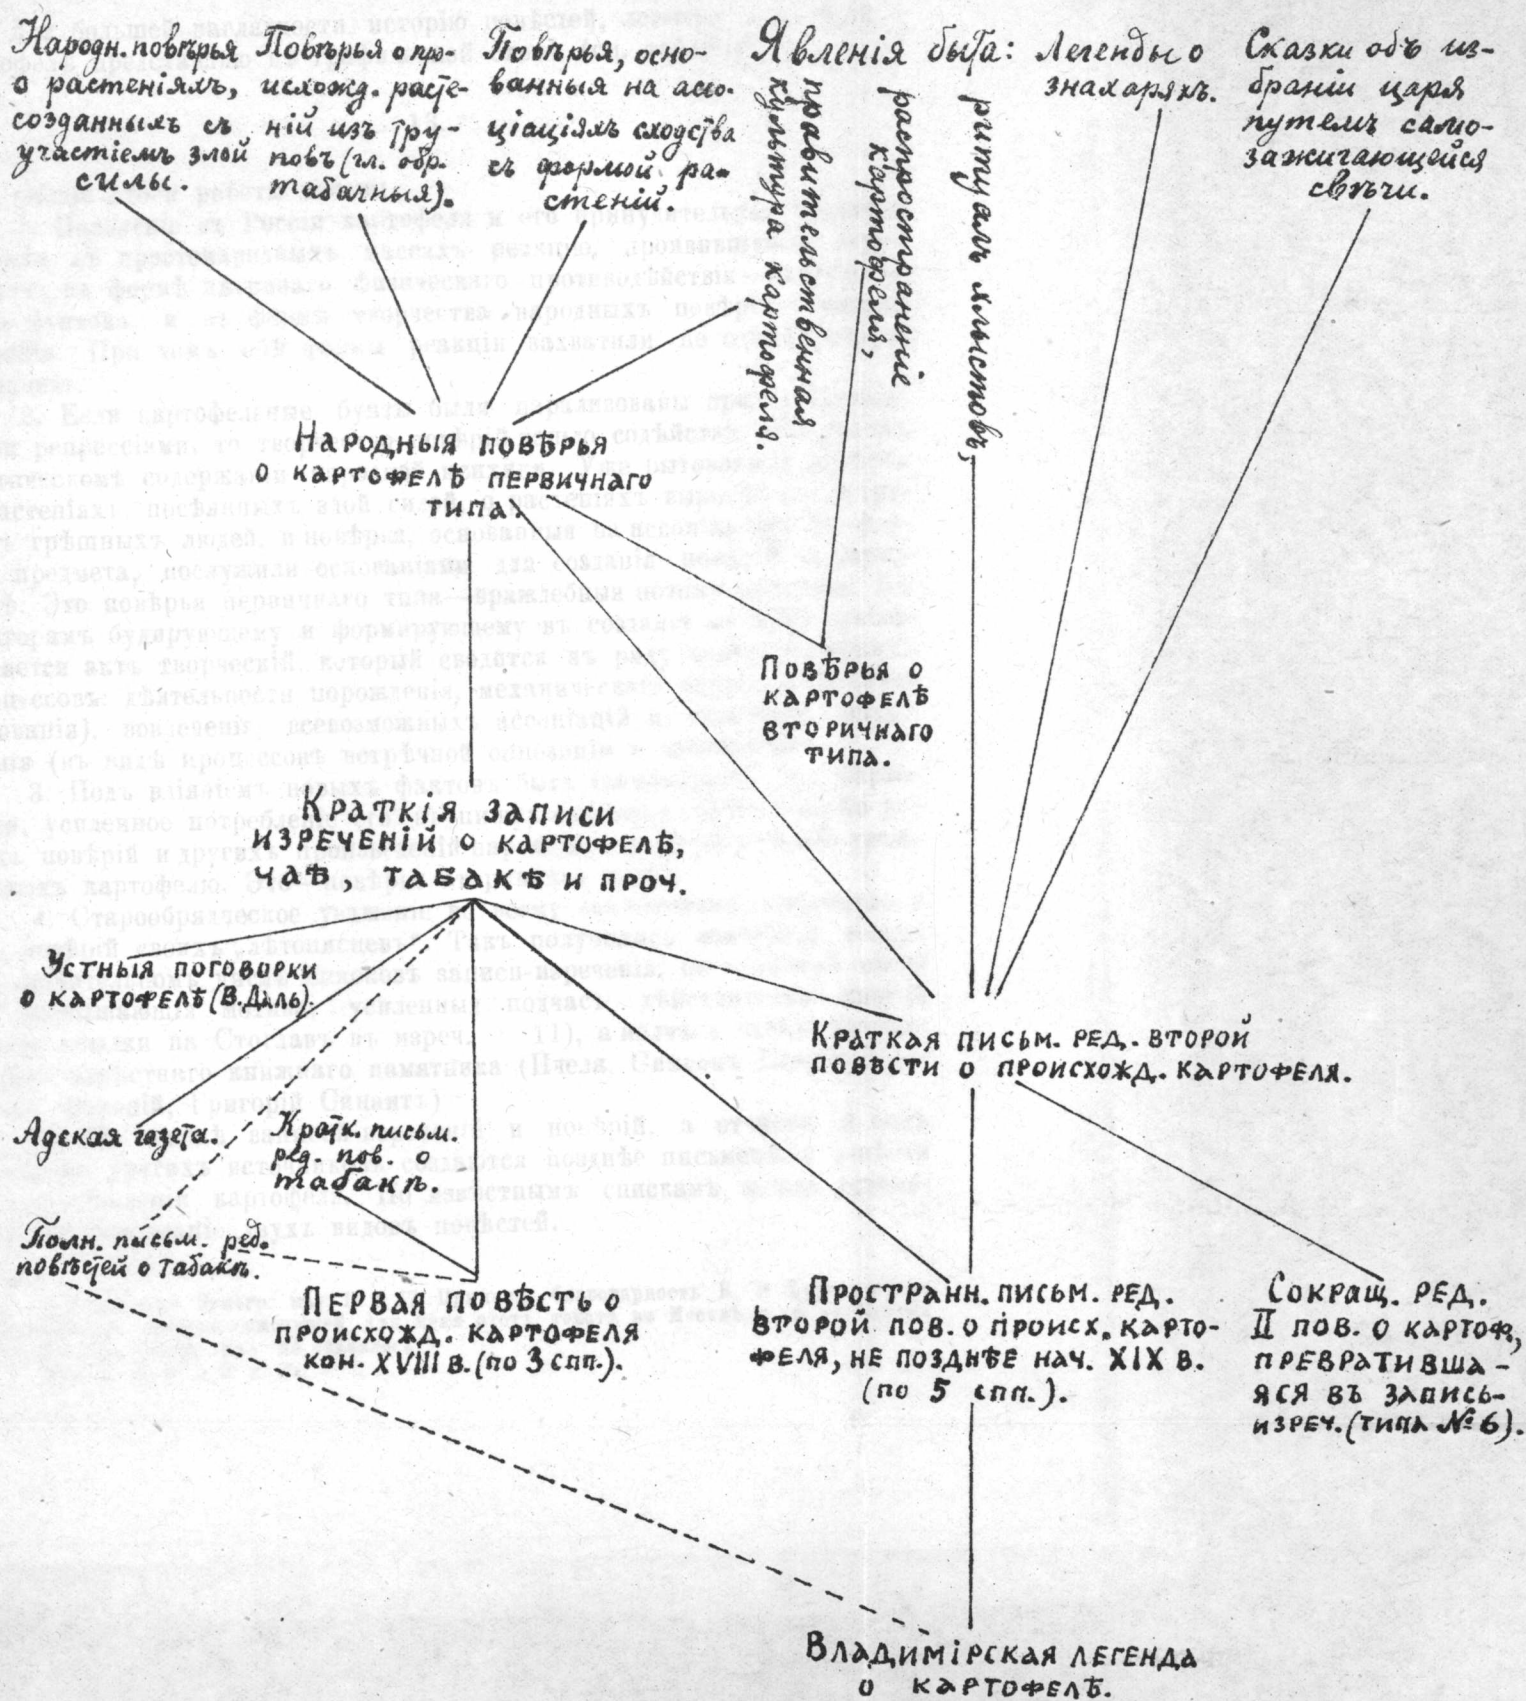 Народн. повѣрья
о растеніяхъ,
созданныхъ съ
участіемъ злой
силы.
Повѣрья о про-
исхожд. расте-
ній изъ тру-
повъ (гл. обр.
табачныя).
Повѣрья, осно-
ванныя на ассо-
ціаціяхъ сходства
съ формой ра-
стеній.
Явленія быта:
правительственная
культура картофеля.
распространеніе
картофеля,
ритуалъ хлыстовъ,
Легенды о
знахаряхъ.
Сказки объ из-
браніи царя
путемъ само-
зажигающейся
свѣчи.
Народныя повѣрья
о картофелѣ первичнаго
типа.
Повѣрья о
картофелѣ
вторичнаго
типа.
Краткія записи
изреченій о картофелѣ,
чаѣ, табакѣ и проч.
Устныя поговорки
о картофелѣ (В. Даль).
Краткая письм. ред. второй
повѣсти о происхожд. картофеля.
Адская газета.
Кратк. письм.
ред. пов. о
табакѣ.
Полн. письм. ред.
повѣстей о табакѣ.
Первая повѣсть о
происхожд. картофеля
кон. XVIII в. (по 3 спп.).
Пространн. письм. ред.
второй пов. о происх. карто-
феля, не позднѣе нач. XIX в.
(по 5 спп.).
Сокращ. ред.
II пов. о картоф.,
превративша-
яся въ запись-
изреч. (типа № 6).
Владимірская легенда
о картофелѣ.